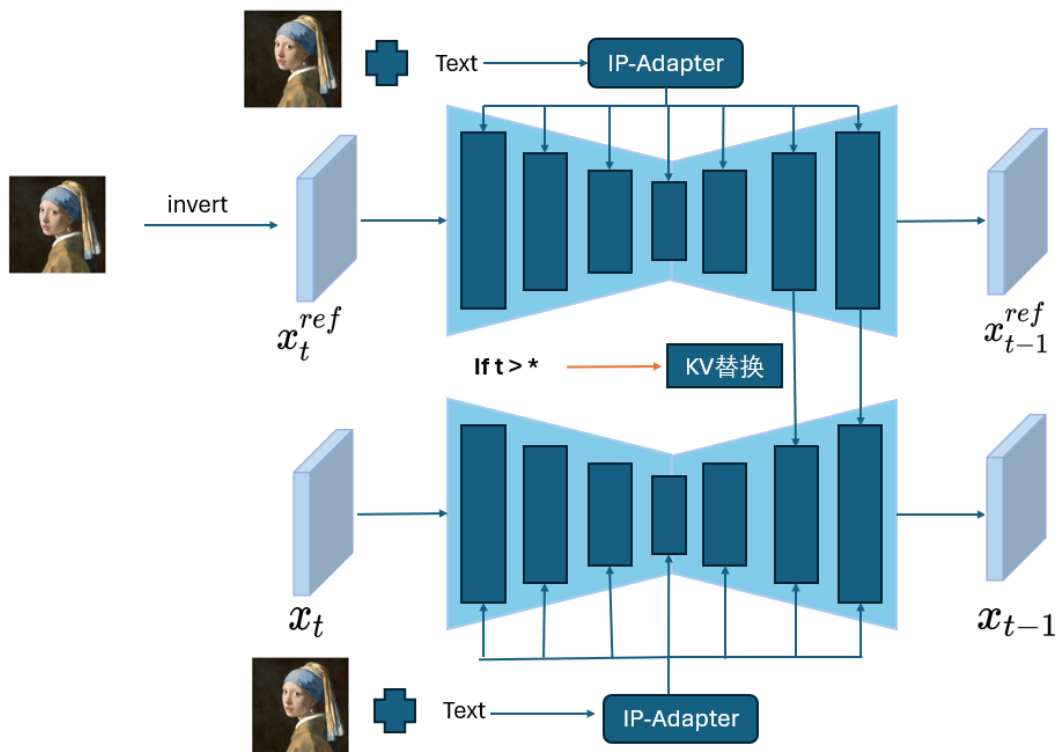 Text
IP-Adapter
invert
x_t^{ref}
x_{t-1}^{ref}
If t > *
KV替换
x_t
x_{t-1}
Text
IP-Adapter